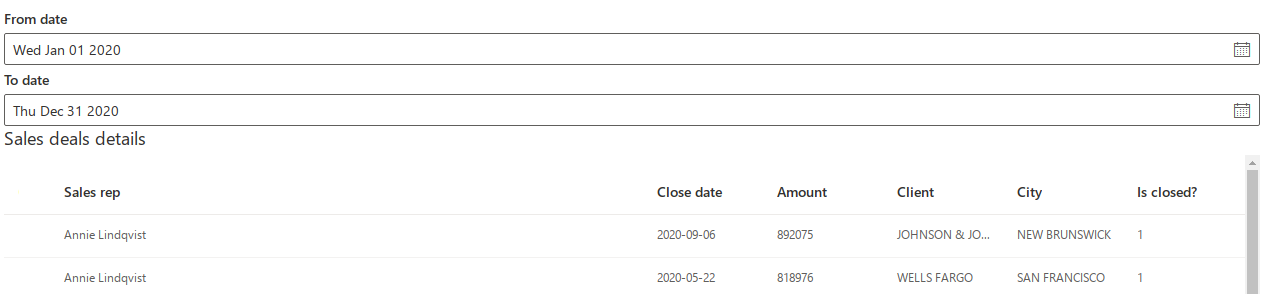 From date
Wed Jan 01 2020
To date
Thu Dec 31 2020
Sales deals details
Sales rep Close date Amount Client City Is closed?
Annie Lindqvist 2020-09-06 892075 JOHNSON & JO... NEW BRUNSWICK 1
Annie Lindqvist 2020-05-22 818976 WELLS FARGO SAN FRANCISCO 1